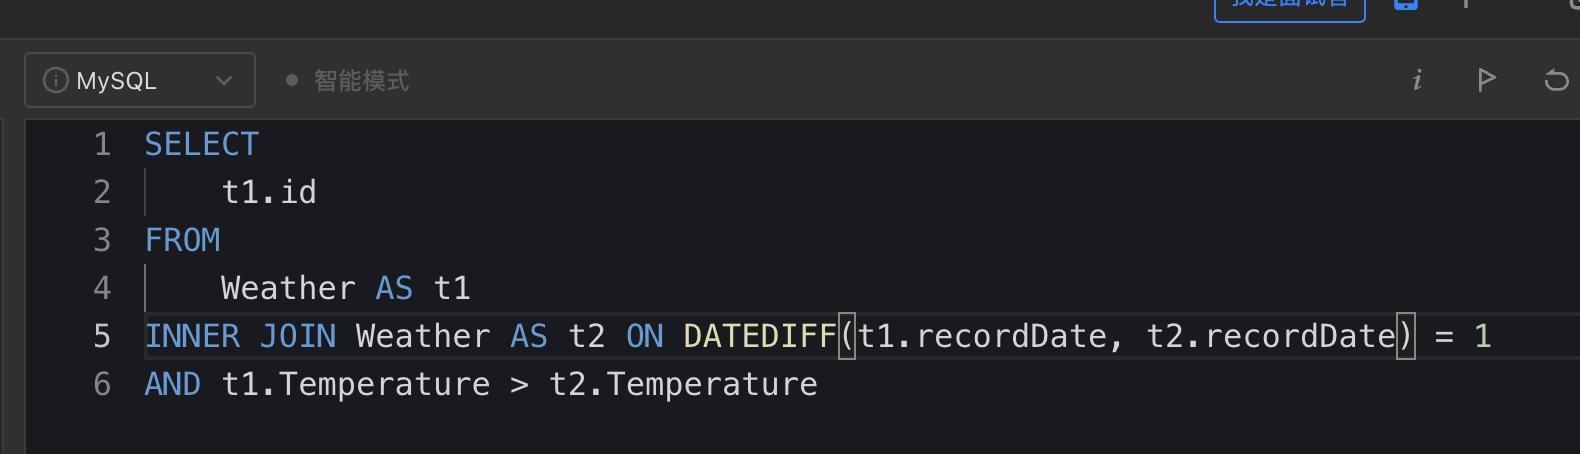 MySQL
智能模式
1 SELECT
2 t1.id
3 FROM
4 Weather AS t1
5 INNER JOIN Weather AS t2 ON DATEDIFF(t1.recordDate, t2.recordDate) = 1
6 AND t1.Temperature > t2.Temperature